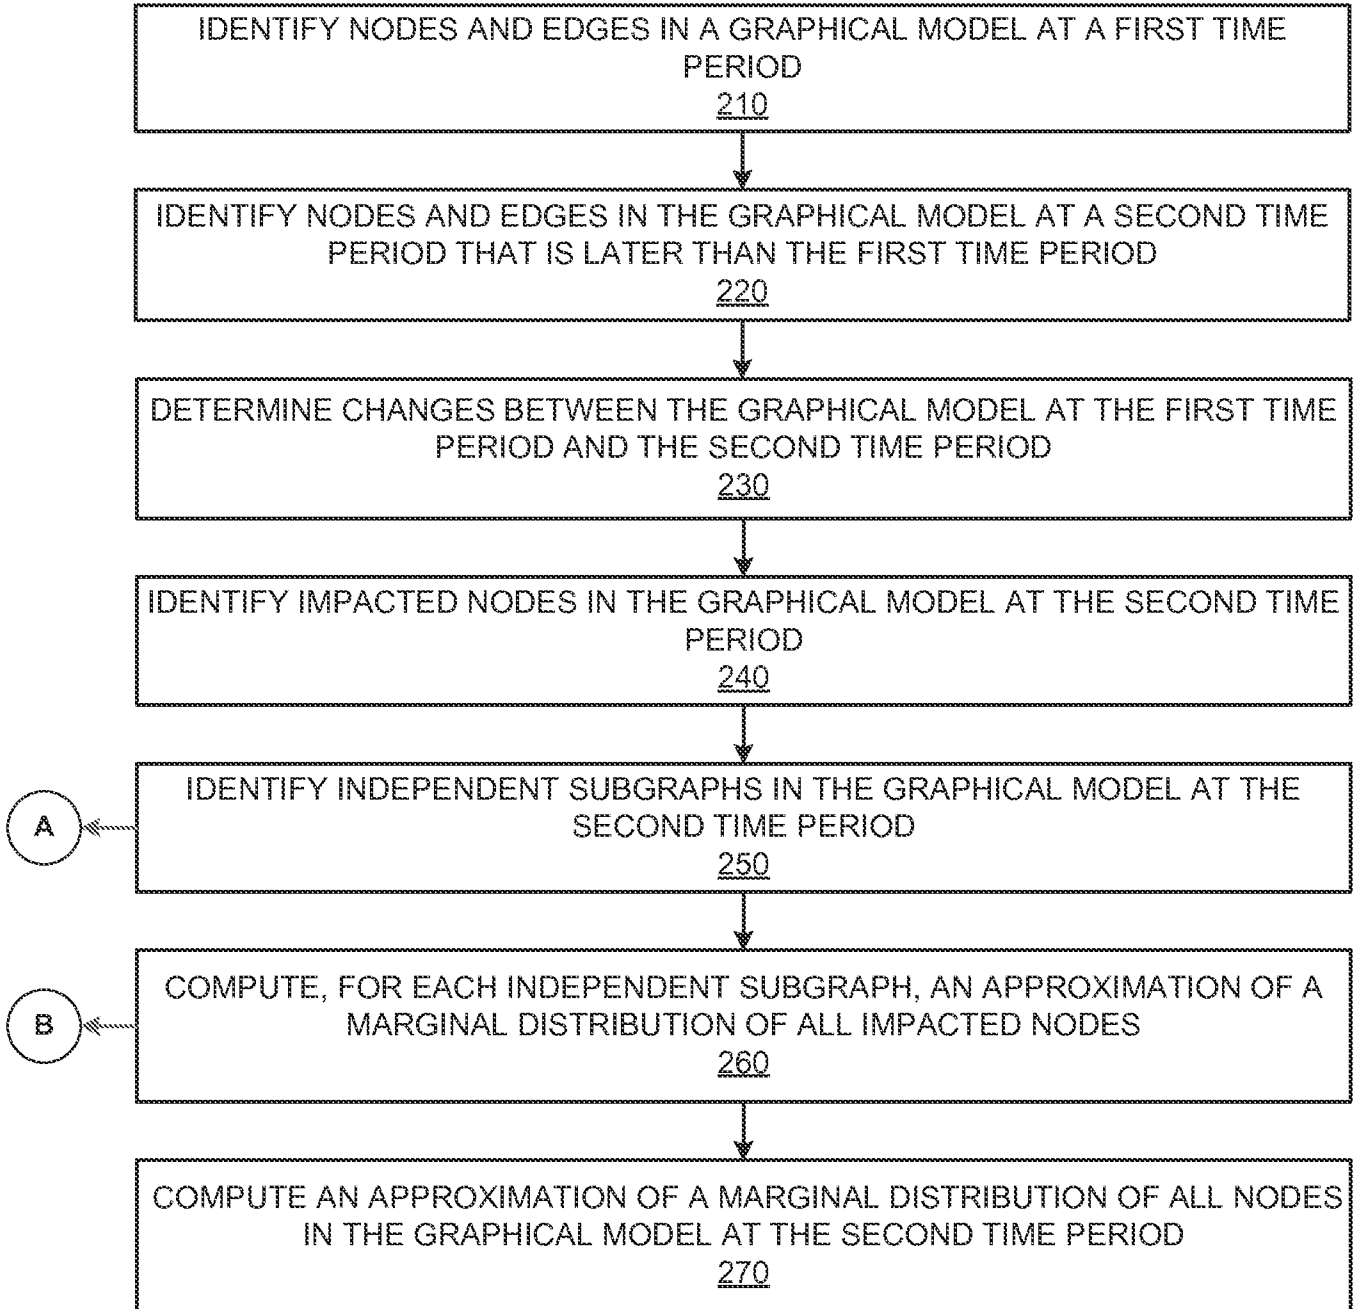 IDENTIFY NODES AND EDGES IN A GRAPHICAL MODEL AT A FIRST TIME
PERIOD
210
IDENTIFY NODES AND EDGES IN THE GRAPHICAL MODEL AT A SECOND TIME
PERIOD THAT IS LATER THAN THE FIRST TIME PERIOD
220
DETERMINE CHANGES BETWEEN THE GRAPHICAL MODEL AT THE FIRST TIME
PERIOD AND THE SECOND TIME PERIOD
230
IDENTIFY IMPACTED NODES IN THE GRAPHICAL MODEL AT THE SECOND TIME
PERIOD
240
IDENTIFY INDEPENDENT SUBGRAPHS IN THE GRAPHICAL MODEL AT THE
SECOND TIME PERIOD
250
A
COMPUTE, FOR EACH INDEPENDENT SUBGRAPH, AN APPROXIMATION OF A
MARGINAL DISTRIBUTION OF ALL IMPACTED NODES
260
B
COMPUTE AN APPROXIMATION OF A MARGINAL DISTRIBUTION OF ALL NODES
IN THE GRAPHICAL MODEL AT THE SECOND TIME PERIOD
270